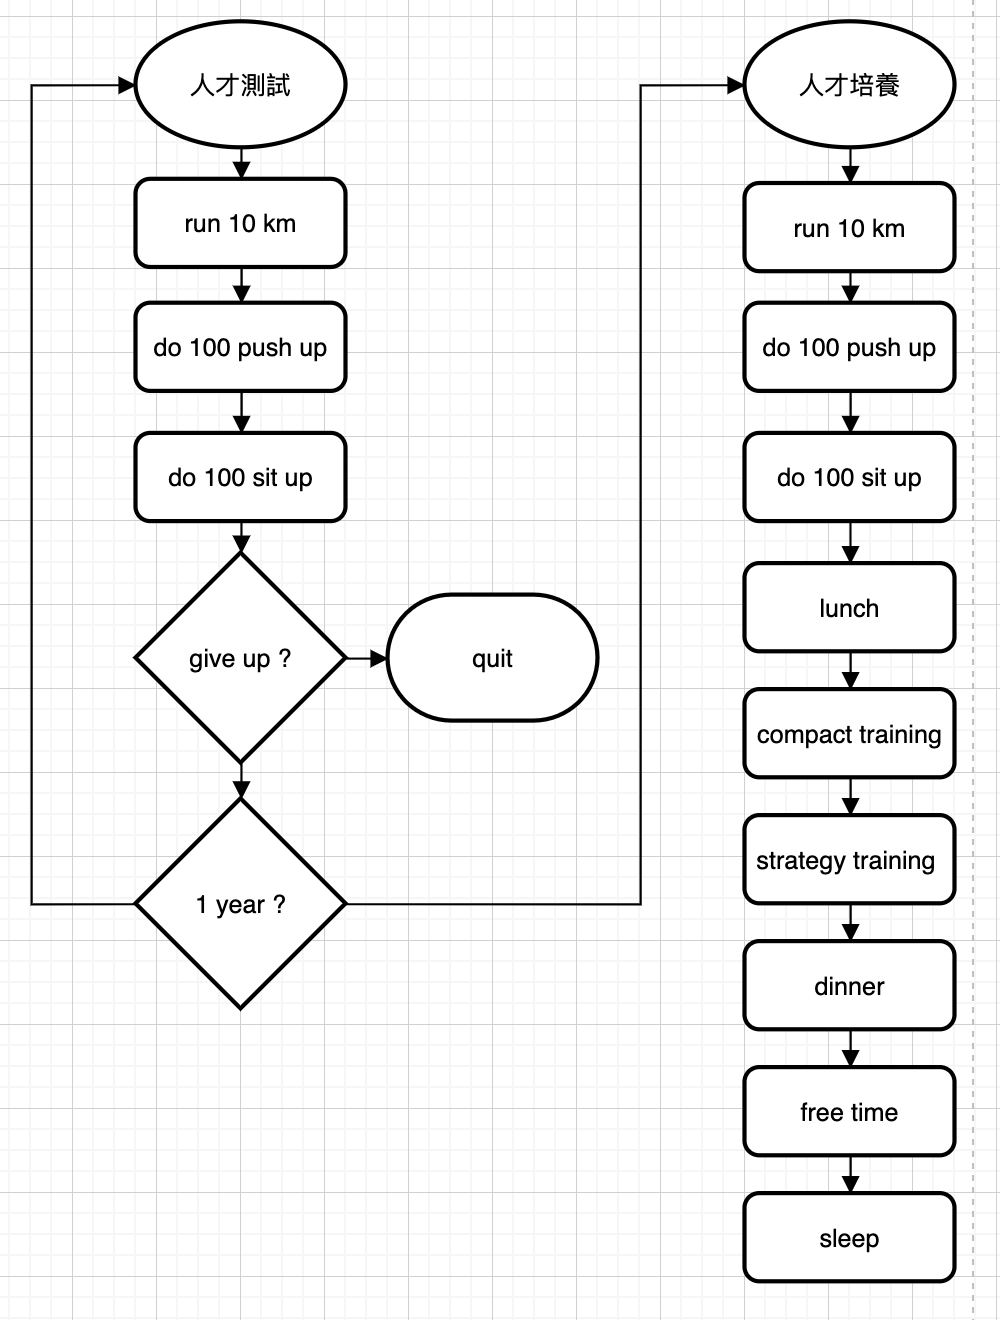 人才測試
run 10 km
do 100 push up
do 100 sit up
give up ?
quit
1 year ?
人才培養
run 10 km
do 100 push up
do 100 sit up
lunch
compact training
strategy training
dinner
free time
sleep